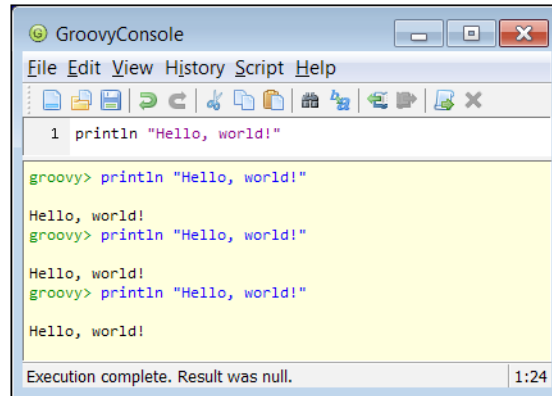 GroovyConsole
File Edit View History Script Help
1 println "Hello, world!"
groovy> println "Hello, world!"
Hello, world!
groovy> println "Hello, world!"
Hello, world!
groovy> println "Hello, world!"
Hello, world!
Execution complete. Result was null. 1:24